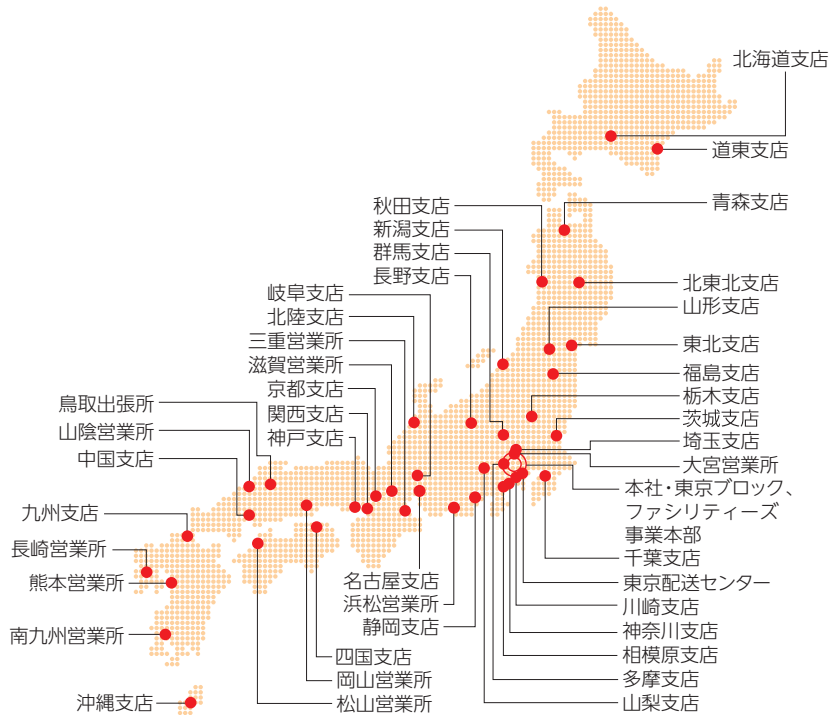 北海道支店
道東支店
秋田支店
青森支店
新潟支店
群馬支店
長野支店
北東北支店
岐阜支店
山形支店
北陸支店
三重営業所
東北支店
滋賀営業所
福島支店
京都支店
栃木支店
鳥取出張所
関西支店
茨城支店
山陰営業所
神戸支店
埼玉支店
中国支店
大宮営業所
本社・東京ブロック、
ファシリティーズ
事業本部
九州支店
長崎営業所
千葉支店
熊本営業所
名古屋支店
東京配送センター
浜松営業所
川崎支店
静岡支店
南九州営業所
神奈川支店
四国支店
相模原支店
岡山営業所
多摩支店
沖縄支店
松山営業所
山梨支店